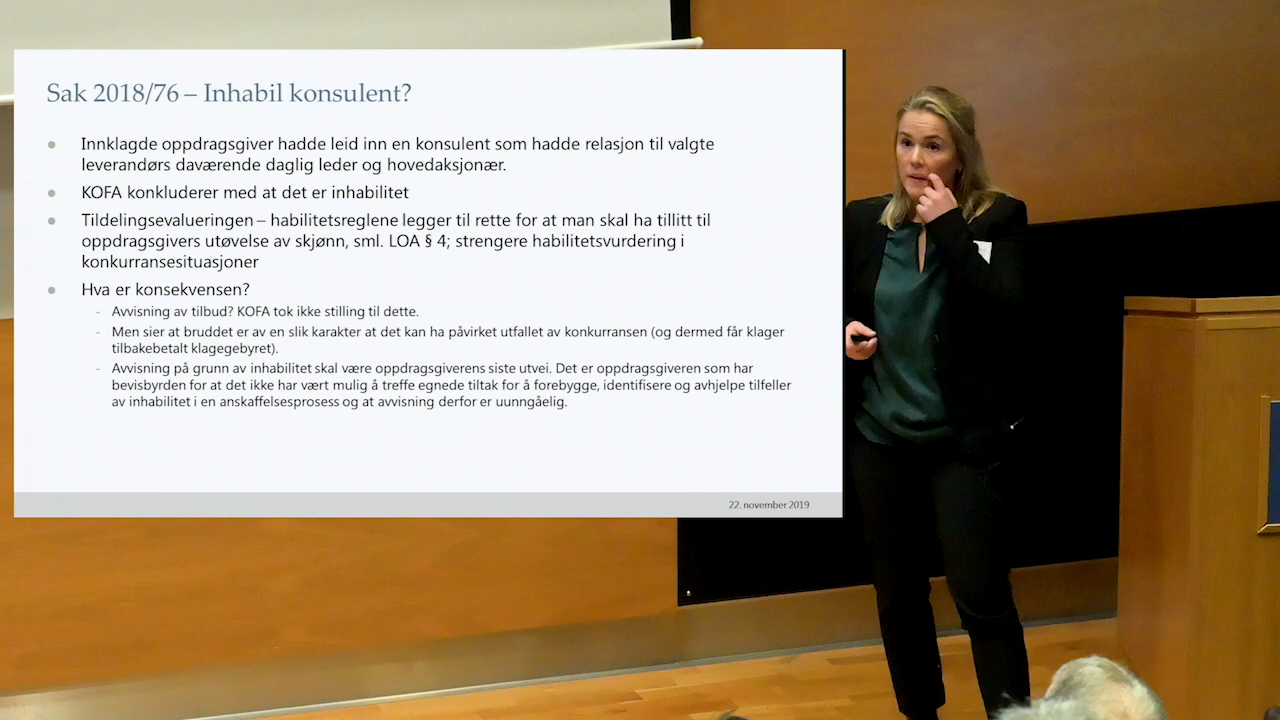 Sak 2018/76 – Inhabil konsulent?
Innklagde oppdragsgiver hadde leid inn en konsulent som hadde relasjon til valgte
leverandørs daværende daglig leder og hovedaksjonær.
KOFA konkluderer med at det er inhabilitet
Tildelingsevalueringen – habilitetsreglene legger til rette for at man skal ha tillitt til
oppdragsgivers utøvelse av skjønn, sml. LOA § 4; strengere habilitetsvurdering i
konkurransesituasjoner
Hva er konsekvensen?
- Avvisning av tilbud? KOFA tok ikke stilling til dette.
- Men sier at bruddet er av en slik karakter at det kan ha påvirket utfallet av konkurransen (og dermed får klager
tilbakebetalt klagegebyret).
- Avvisning på grunn av inhabilitet skal være oppdragsgiverens siste utvei. Det er oppdragsgiveren som har
bevisbyrden for at det ikke har vært mulig å treffe egnede tiltak for å forebygge, identifisere og avhjelpe tilfeller
av inhabilitet i en anskaffelsesprosess og at avvisning derfor er uunngåelig.
22. november 2019